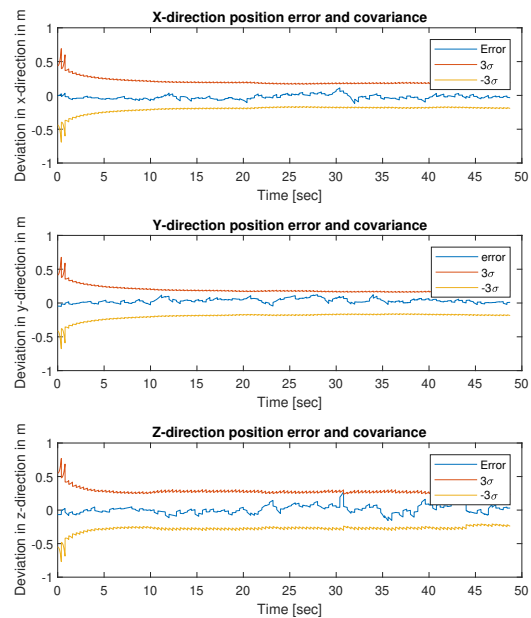 X-direction position error and covariance
Deviation in x-direction in m
1
0.5
0
-0.5
-1
0 5 10 15 20 25 30 35 40 45 50
Time [sec]
Error
3σ
-3σ
Y-direction position error and covariance
Deviation in y-direction in m
1
0.5
0
-0.5
-1
0 5 10 15 20 25 30 35 40 45 50
Time [sec]
error
3σ
-3σ
Z-direction position error and covariance
Deviation in z-direction in m
1
0.5
0
-0.5
-1
0 5 10 15 20 25 30 35 40 45 50
Time [sec]
Error
3σ
-3σ